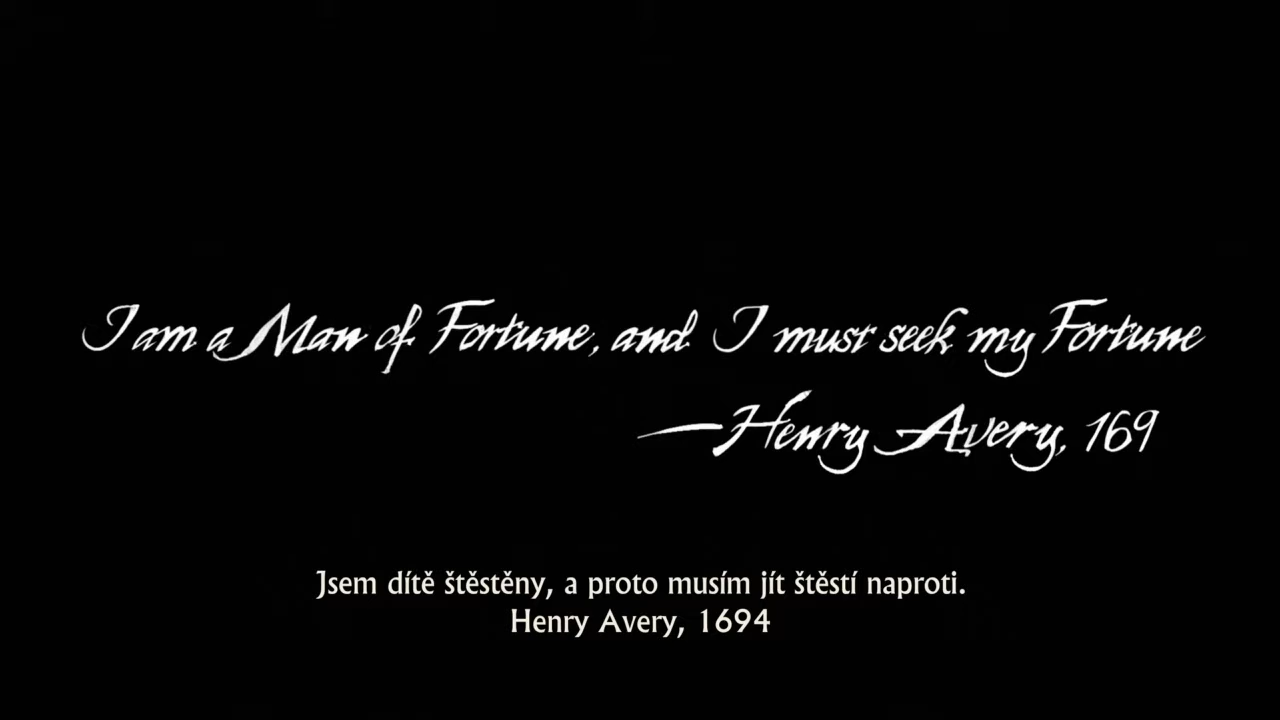 I am a Man of Fortune, and I must seek my Fortune
—Henry Avery, 169
Jsem dítě štěstěny, a proto musím jít štěstí naproti.
Henry Avery, 1694